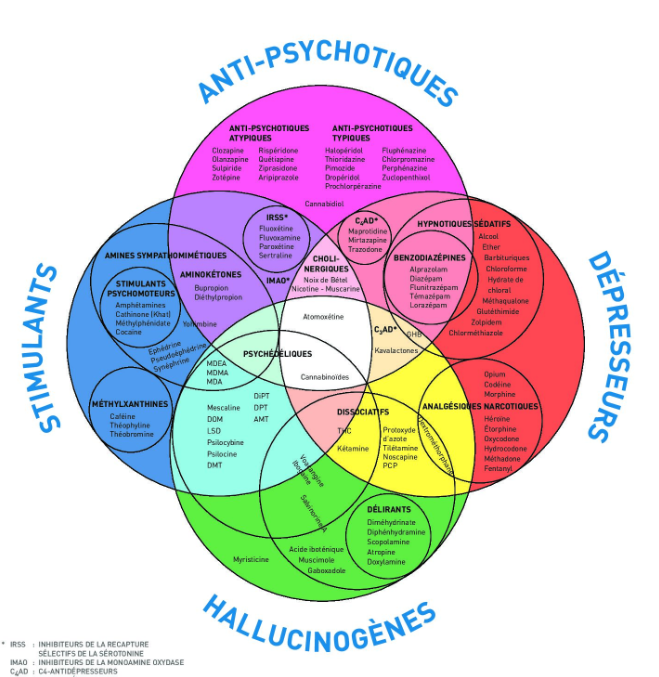 ANTI-PSYCHOTIQUES
ANTI-PSYCHOTIQUES
ATYPIQUES
Clozapine
Olanzapine
Sulpiride
Zotépine
Rispéridone
Quétiapine
Ziprasidone
Aripiprazole
ANTI-PSYCHOTIQUES
TYPIQUES
Halopéridol
Thioridazine
Pimozide
Dropéridol
Prochlorpérazine
Fluphénazine
Chlorpromazine
Perphénazine
Zuclopenthixol
Cannabidiol
IRSS*
Fluoxétine
Fluvoxamine
Paroxétine
Sertraline
IMAO*
C4AD*
Maprotidine
Mirtazapine
Trazodone
CHOLI-
NERGIQUES
Noix de Bétel
Nicotine - Muscarine
HYPNOTIQUES SÉDATIFS
Alcool
Ether
Barbituriques
Chloroforme
Hydrate de
chloral
Méthaqualone
Glutéthimide
Zolpidem
Chlorméthiazole
BENZODIAZÉPINES
Alprazolam
Diazépam
Flunitrazépam
Témazépam
Lorazépam
STIMULANTS
AMINES SYMPATHOMIMÉTIQUES
AMINOKÉTONES
Bupropion
Diéthylpropion
STIMULANTS
PSYCHOMOTEURS
Amphétamines
Cathinone (Khat)
Méthylphénidate
Cocaïne
Yohimbine
Ephédrine
Pseudoéphédrine
Synéphrine
MÉTHYLXANTHINES
Caféine
Théophyline
Théobromine
Atomoxétine
C3AD*
GHB
Kavalactones
Cannabinoïdes
PSYCHÉDÉLIQUES
MDEA
MDMA
MDA
DiPT
DPT
AMT
Mescaline
DOM
LSD
Psilocybine
Psilocine
DMT
DÉPRESSEURS
ANALGÉSIQUES NARCOTIQUES
Opium
Codéine
Morphine
Héroïne
Étorphine
Oxycodone
Hydrocodone
Méthadone
Fentanyl
DISSOCIATIFS
THC
Kétamine
Protoxyde
d'azote
Tilétamine
Noscapine
PCP
Dextrométhorphane
Voacangine
Ibogaïne
Salvinorine A
DÉLIRANTS
Diméhydrinate
Diphénhydramine
Scopolamine
Atropine
Doxylamine
Myristicine
Acide iboténique
Muscimole
Gaboxadole
HALLUCINOGÈNES
* IRSS : INHIBITEURS DE LA RECAPTURE
SÉLECTIFS DE LA SÉROTONINE
IMAO : INHIBITEURS DE LA MONOAMINE OXYDASE
C4AD : C4-ANTIDÉPRESSEURS